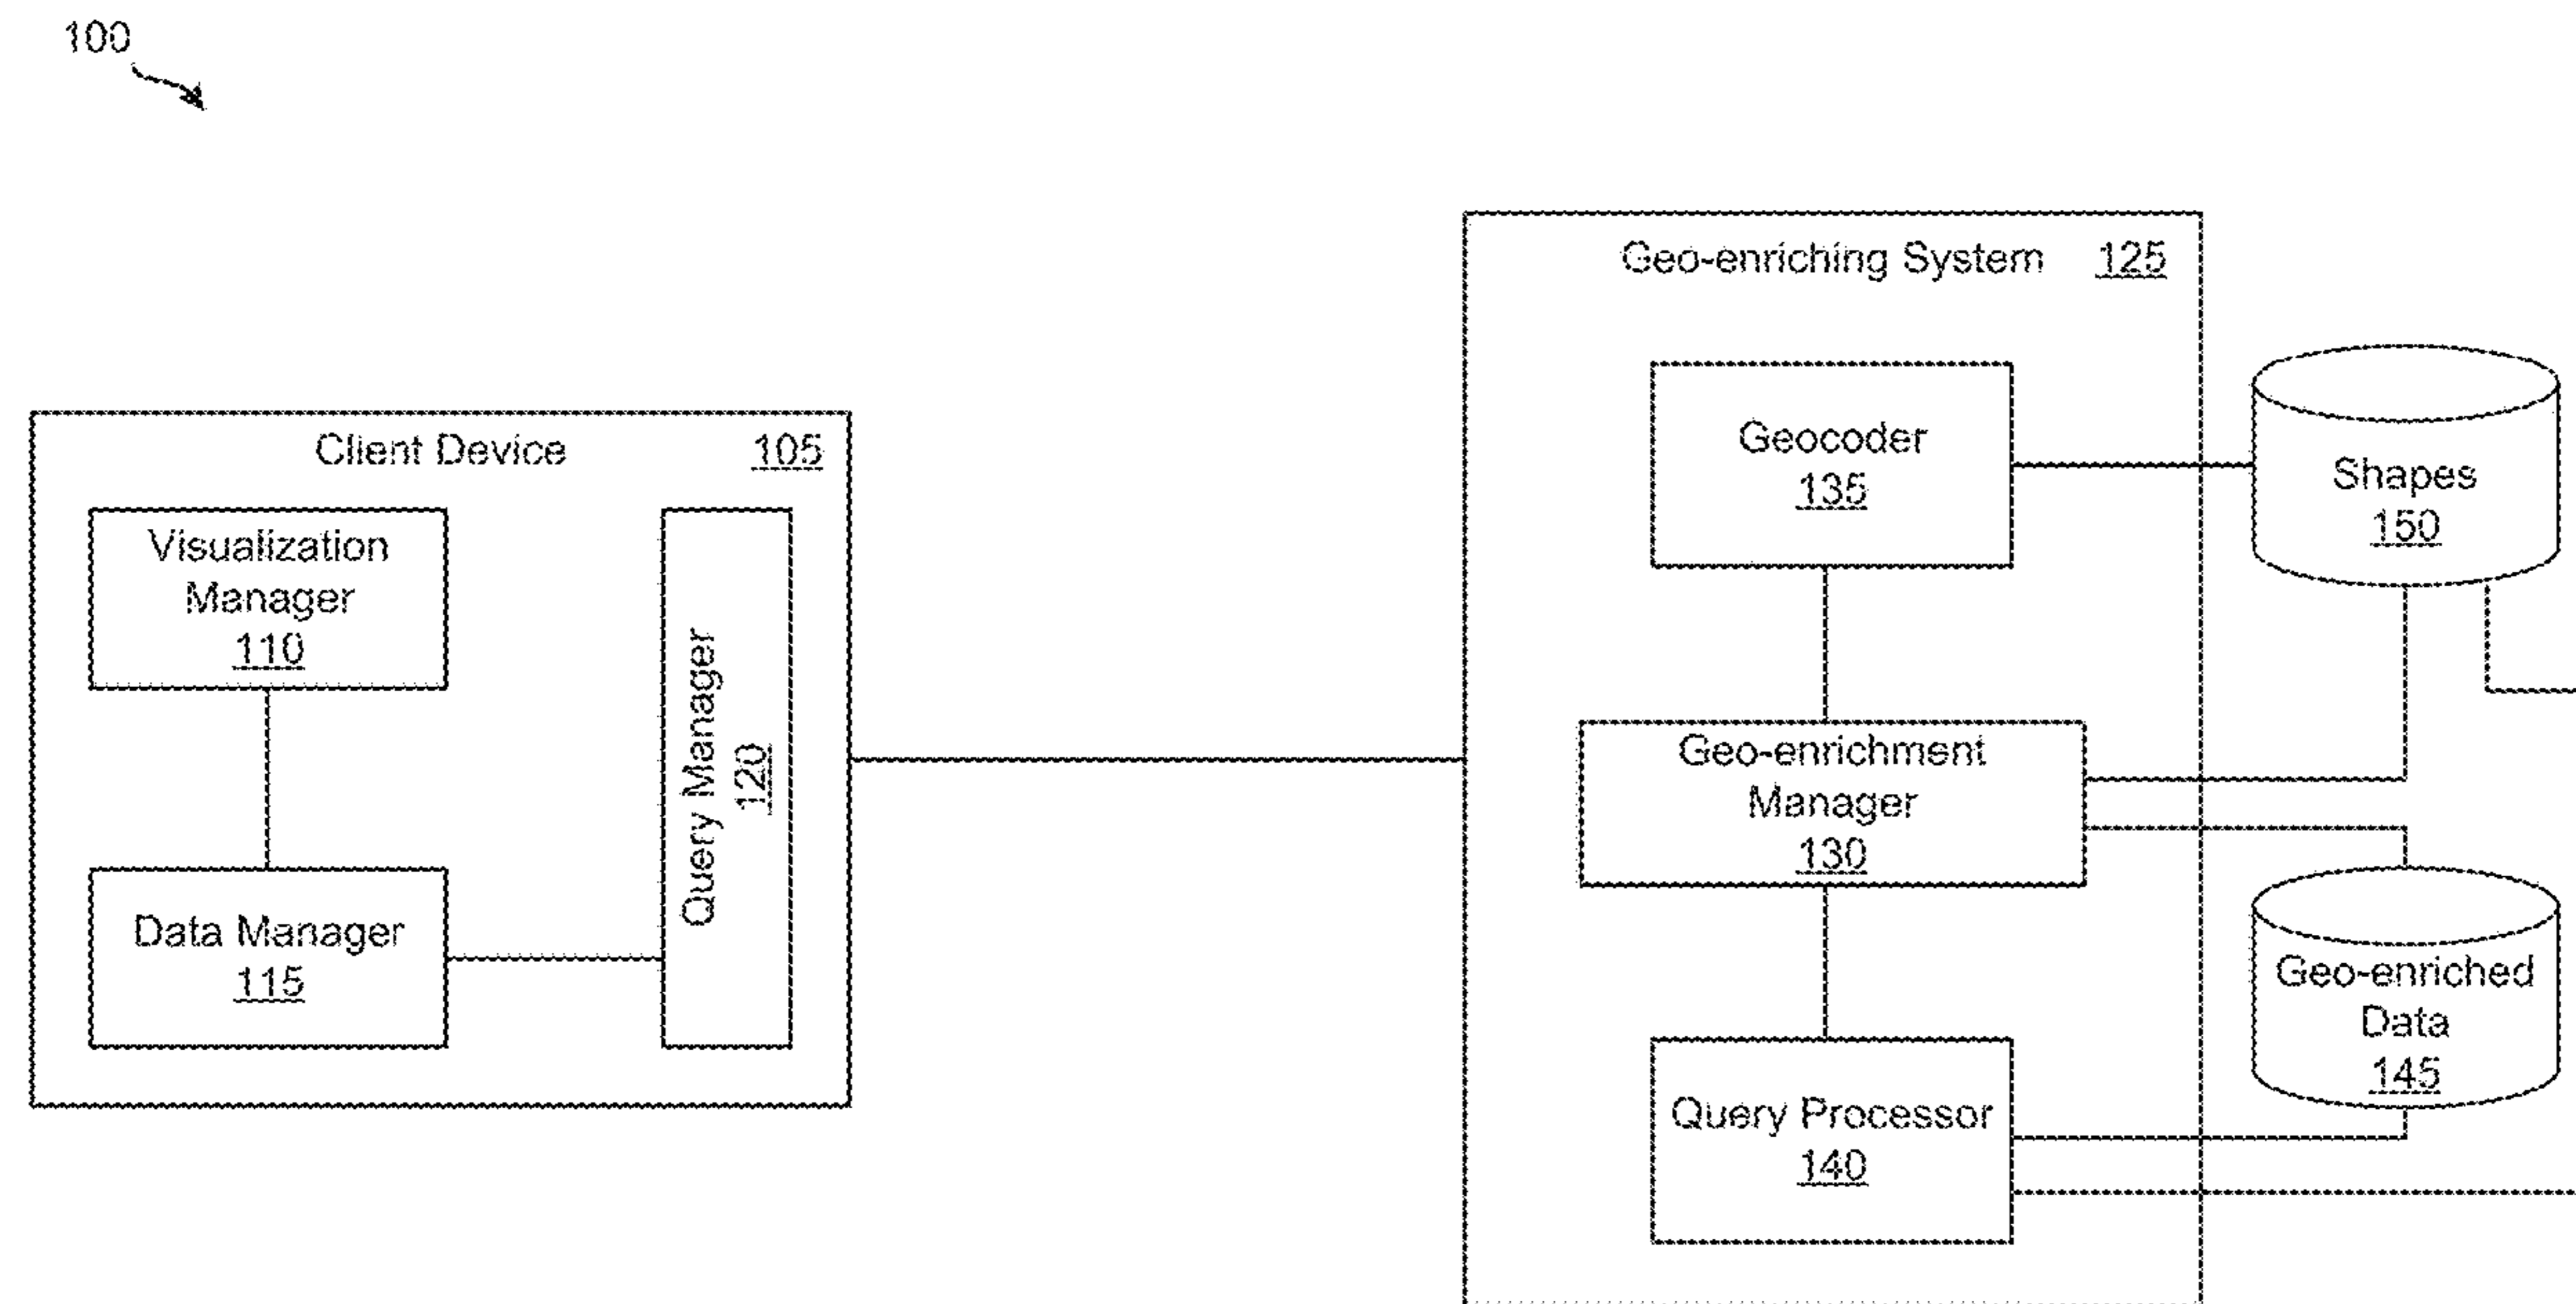 100
Client Device 105
Visualization
Manager
110
Data Manager
115
Query Manager
120
Geo-enriching System 125
Geocoder
135
Geo-enrichment
Manager
130
Query Processor
140
Shapes
150
Geo-enriched
Data
145